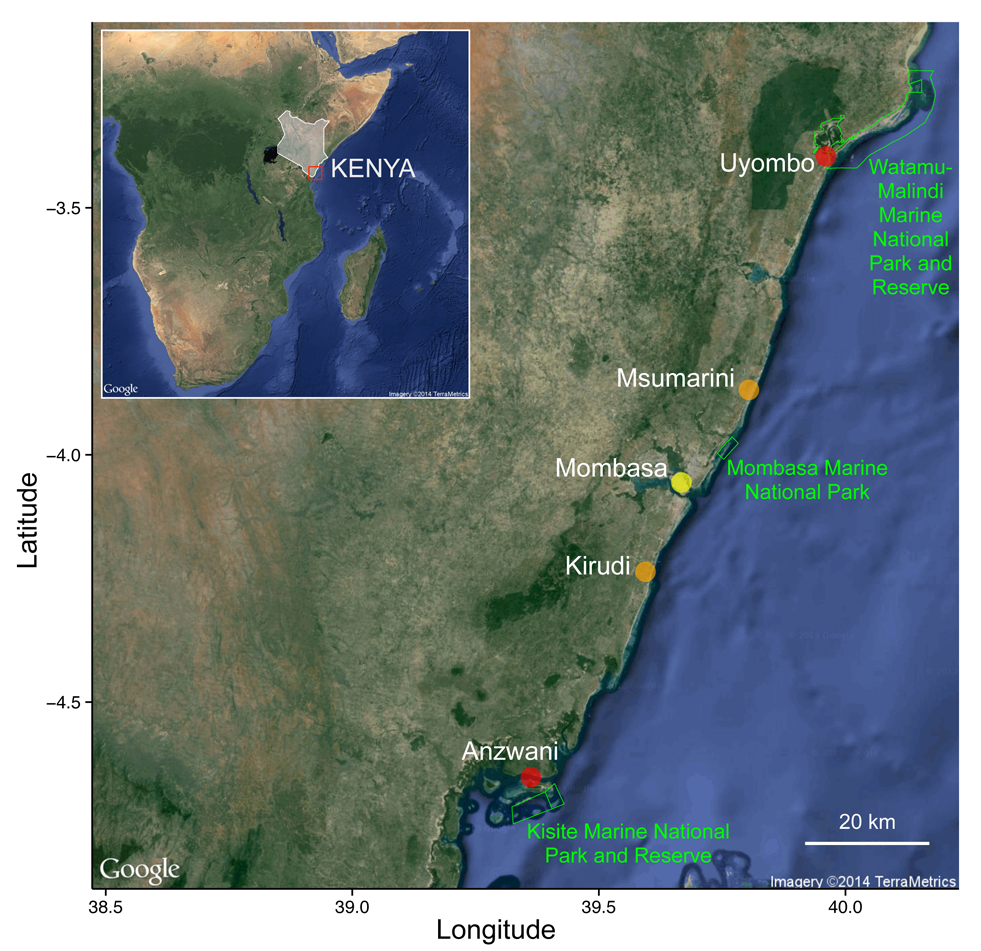 KENYA
Google
Imagery ©2014 TerraMetrics
Uyombo
Watamu-
Malindi
Marine
National
Park and
Reserve
Msumarini
Mombasa
Mombasa Marine
National Park
Kirudi
Anzwani
Kisite Marine National
Park and Reserve
20 km
Google
Imagery ©2014 TerraMetrics
Latitude
−3.5
−4.0
−4.5
38.5
39.0
39.5
40.0
Longitude